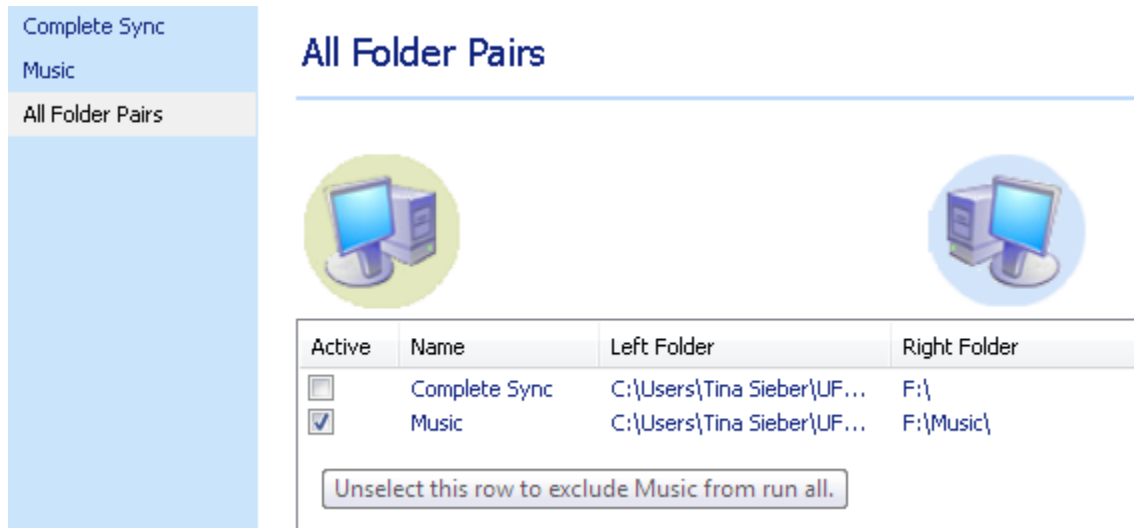 Complete Sync
Music
All Folder Pairs
All Folder Pairs
Active Name Left Folder Right Folder
Complete Sync C:\Users\Tina Sieber\UF... F:\
Music C:\Users\Tina Sieber\UF... F:\Music\
Unselect this row to exclude Music from run all.